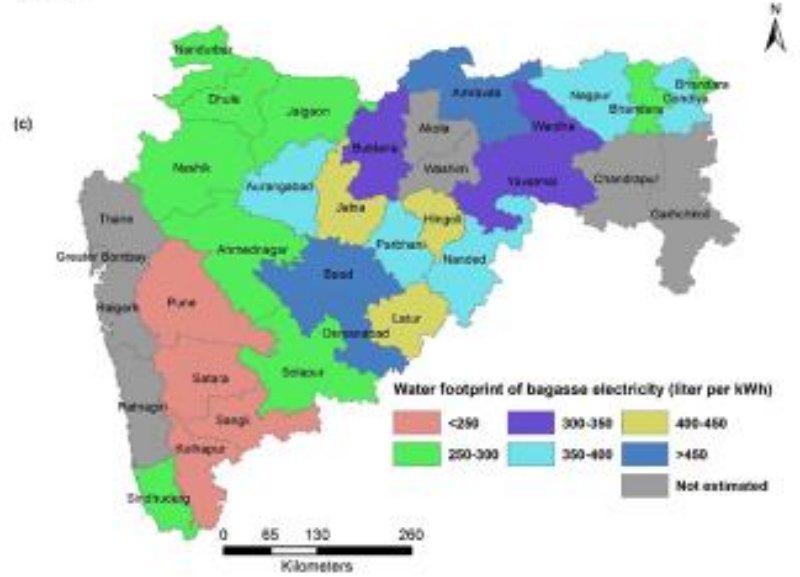 N
(c)
Nandurbar
Dhule
Jalgaon
Nashik
Buldana
Akola
Washim
Amravati
Wardha
Nagpur
Bhandara
Bhandara
Gondiya
Yavatmal
Chandrapur
Garhchiroli
Aurangabad
Jalna
Hingoli
Parbhani
Nanded
Thane
Greater Bombay
Raigarh
Ahmednagar
Beed
Pune
Latur
Osmanabad
Satara
Solapur
Ratnagiri
Sangli
Kolhapur
Sindhudurg
Water footprint of bagasse electricity (liter per kWh)
<250
300-350
400-450
250-300
350-400
>450
Not estimated
0 65 130 260
Kilometers